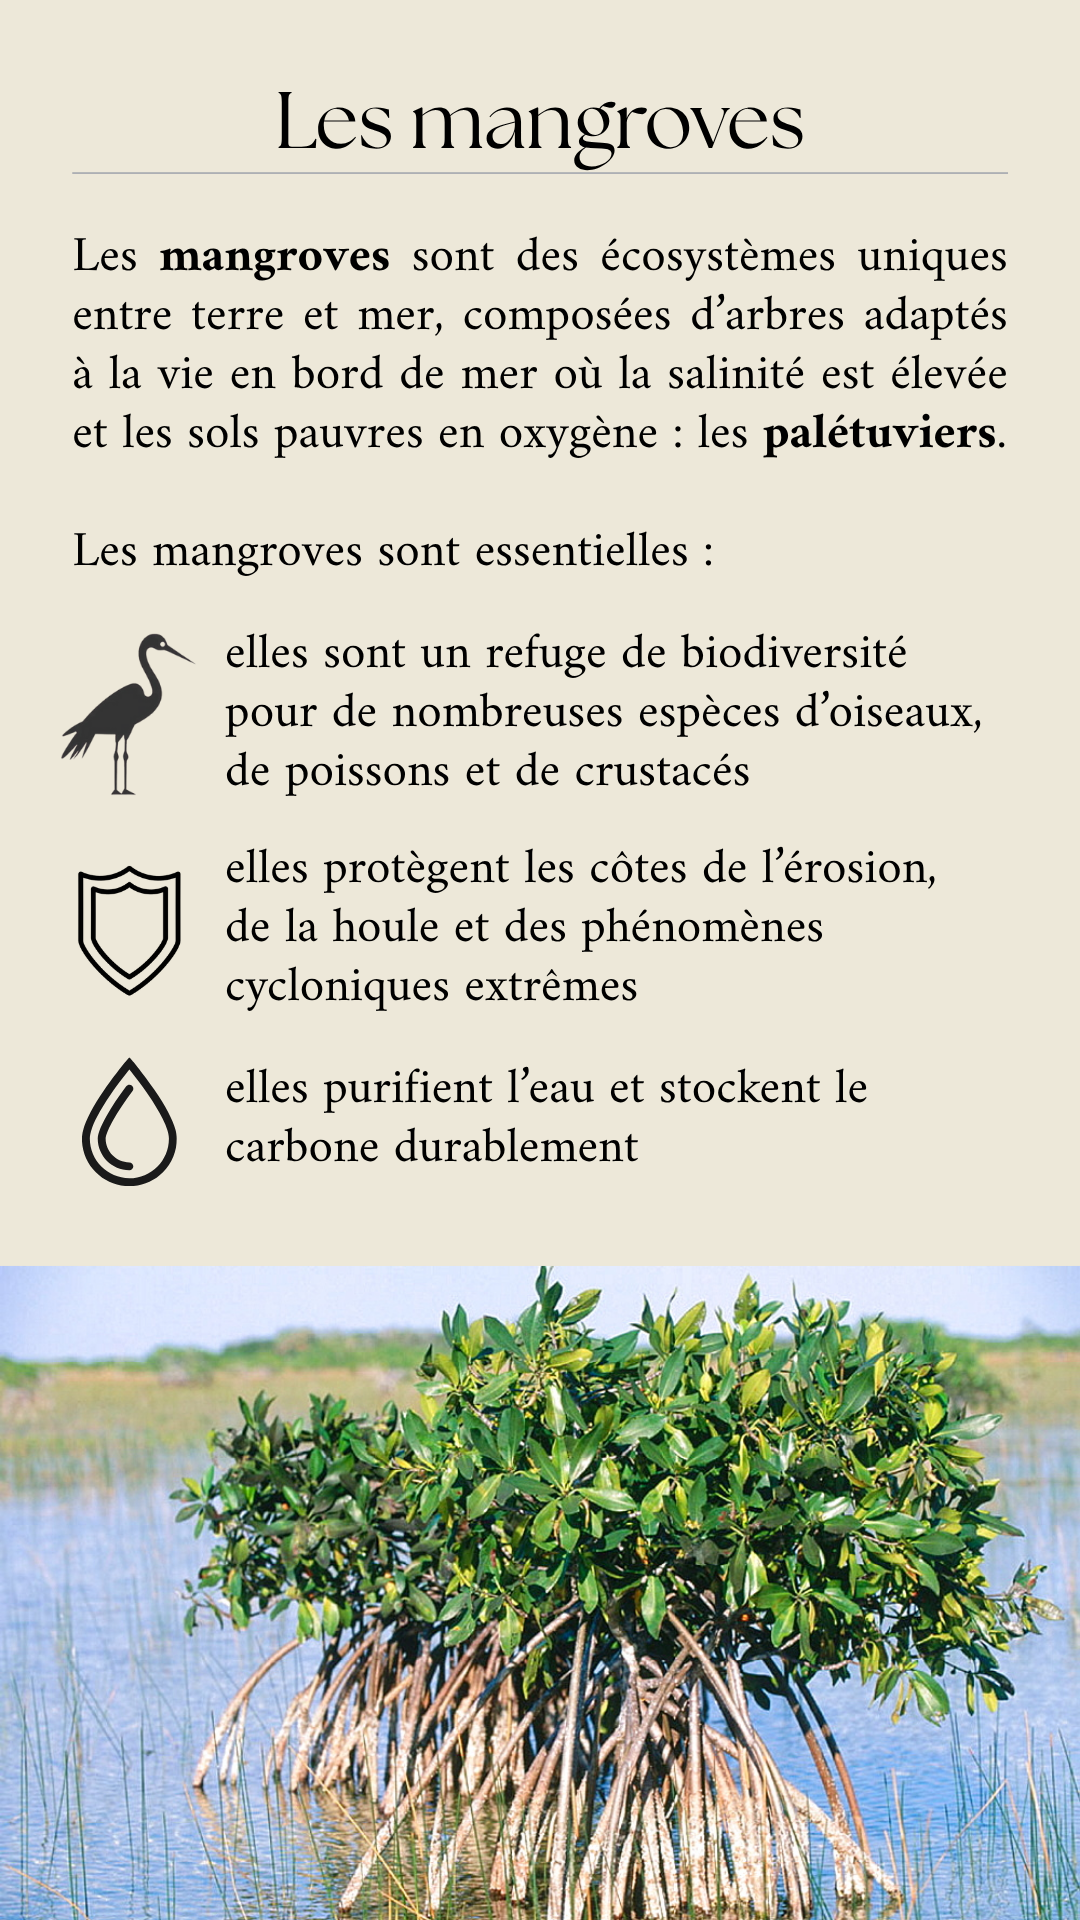 Les mangroves
Les mangroves sont des écosystèmes uniques
entre terre et mer, composées d’arbres adaptés
à la vie en bord de mer où la salinité est élevée
et les sols pauvres en oxygène : les palétuviers.
Les mangroves sont essentielles :
elles sont un refuge de biodiversité
pour de nombreuses espèces d’oiseaux,
de poissons et de crustacés
elles protègent les côtes de l’érosion,
de la houle et des phénomènes
cycloniques extrêmes
elles purifient l’eau et stockent le
carbone durablement